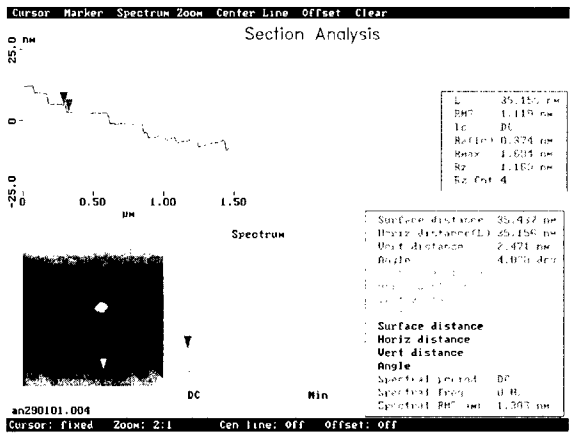 Cursor Marker Spectrum Zoom Center Line Offset Clear
Section Analysis
25.0 nM
0
-25.0
0 0.50 1.00 1.50
µM
L 35.156 nM
RMS 1.119 nM
lc DC
Ra(lc) 0.374 nM
Rmax 1.604 nM
Rz 1.160 nM
Rz Cnt 4
Spectrum
Surface distance 35.437 nM
Horiz distance(L) 35.156 nM
Vert distance 2.471 nM
Angle deg
Surface distance
Horiz distance
Vert distance
Angle
Spectral period DC
Spectral freq 0 Hz
Spectral RMS amp 1.303 nM
DC Min
an290101.004
Cursor: fixed Zoom: 2:1 Cen line: Off Offset: Off